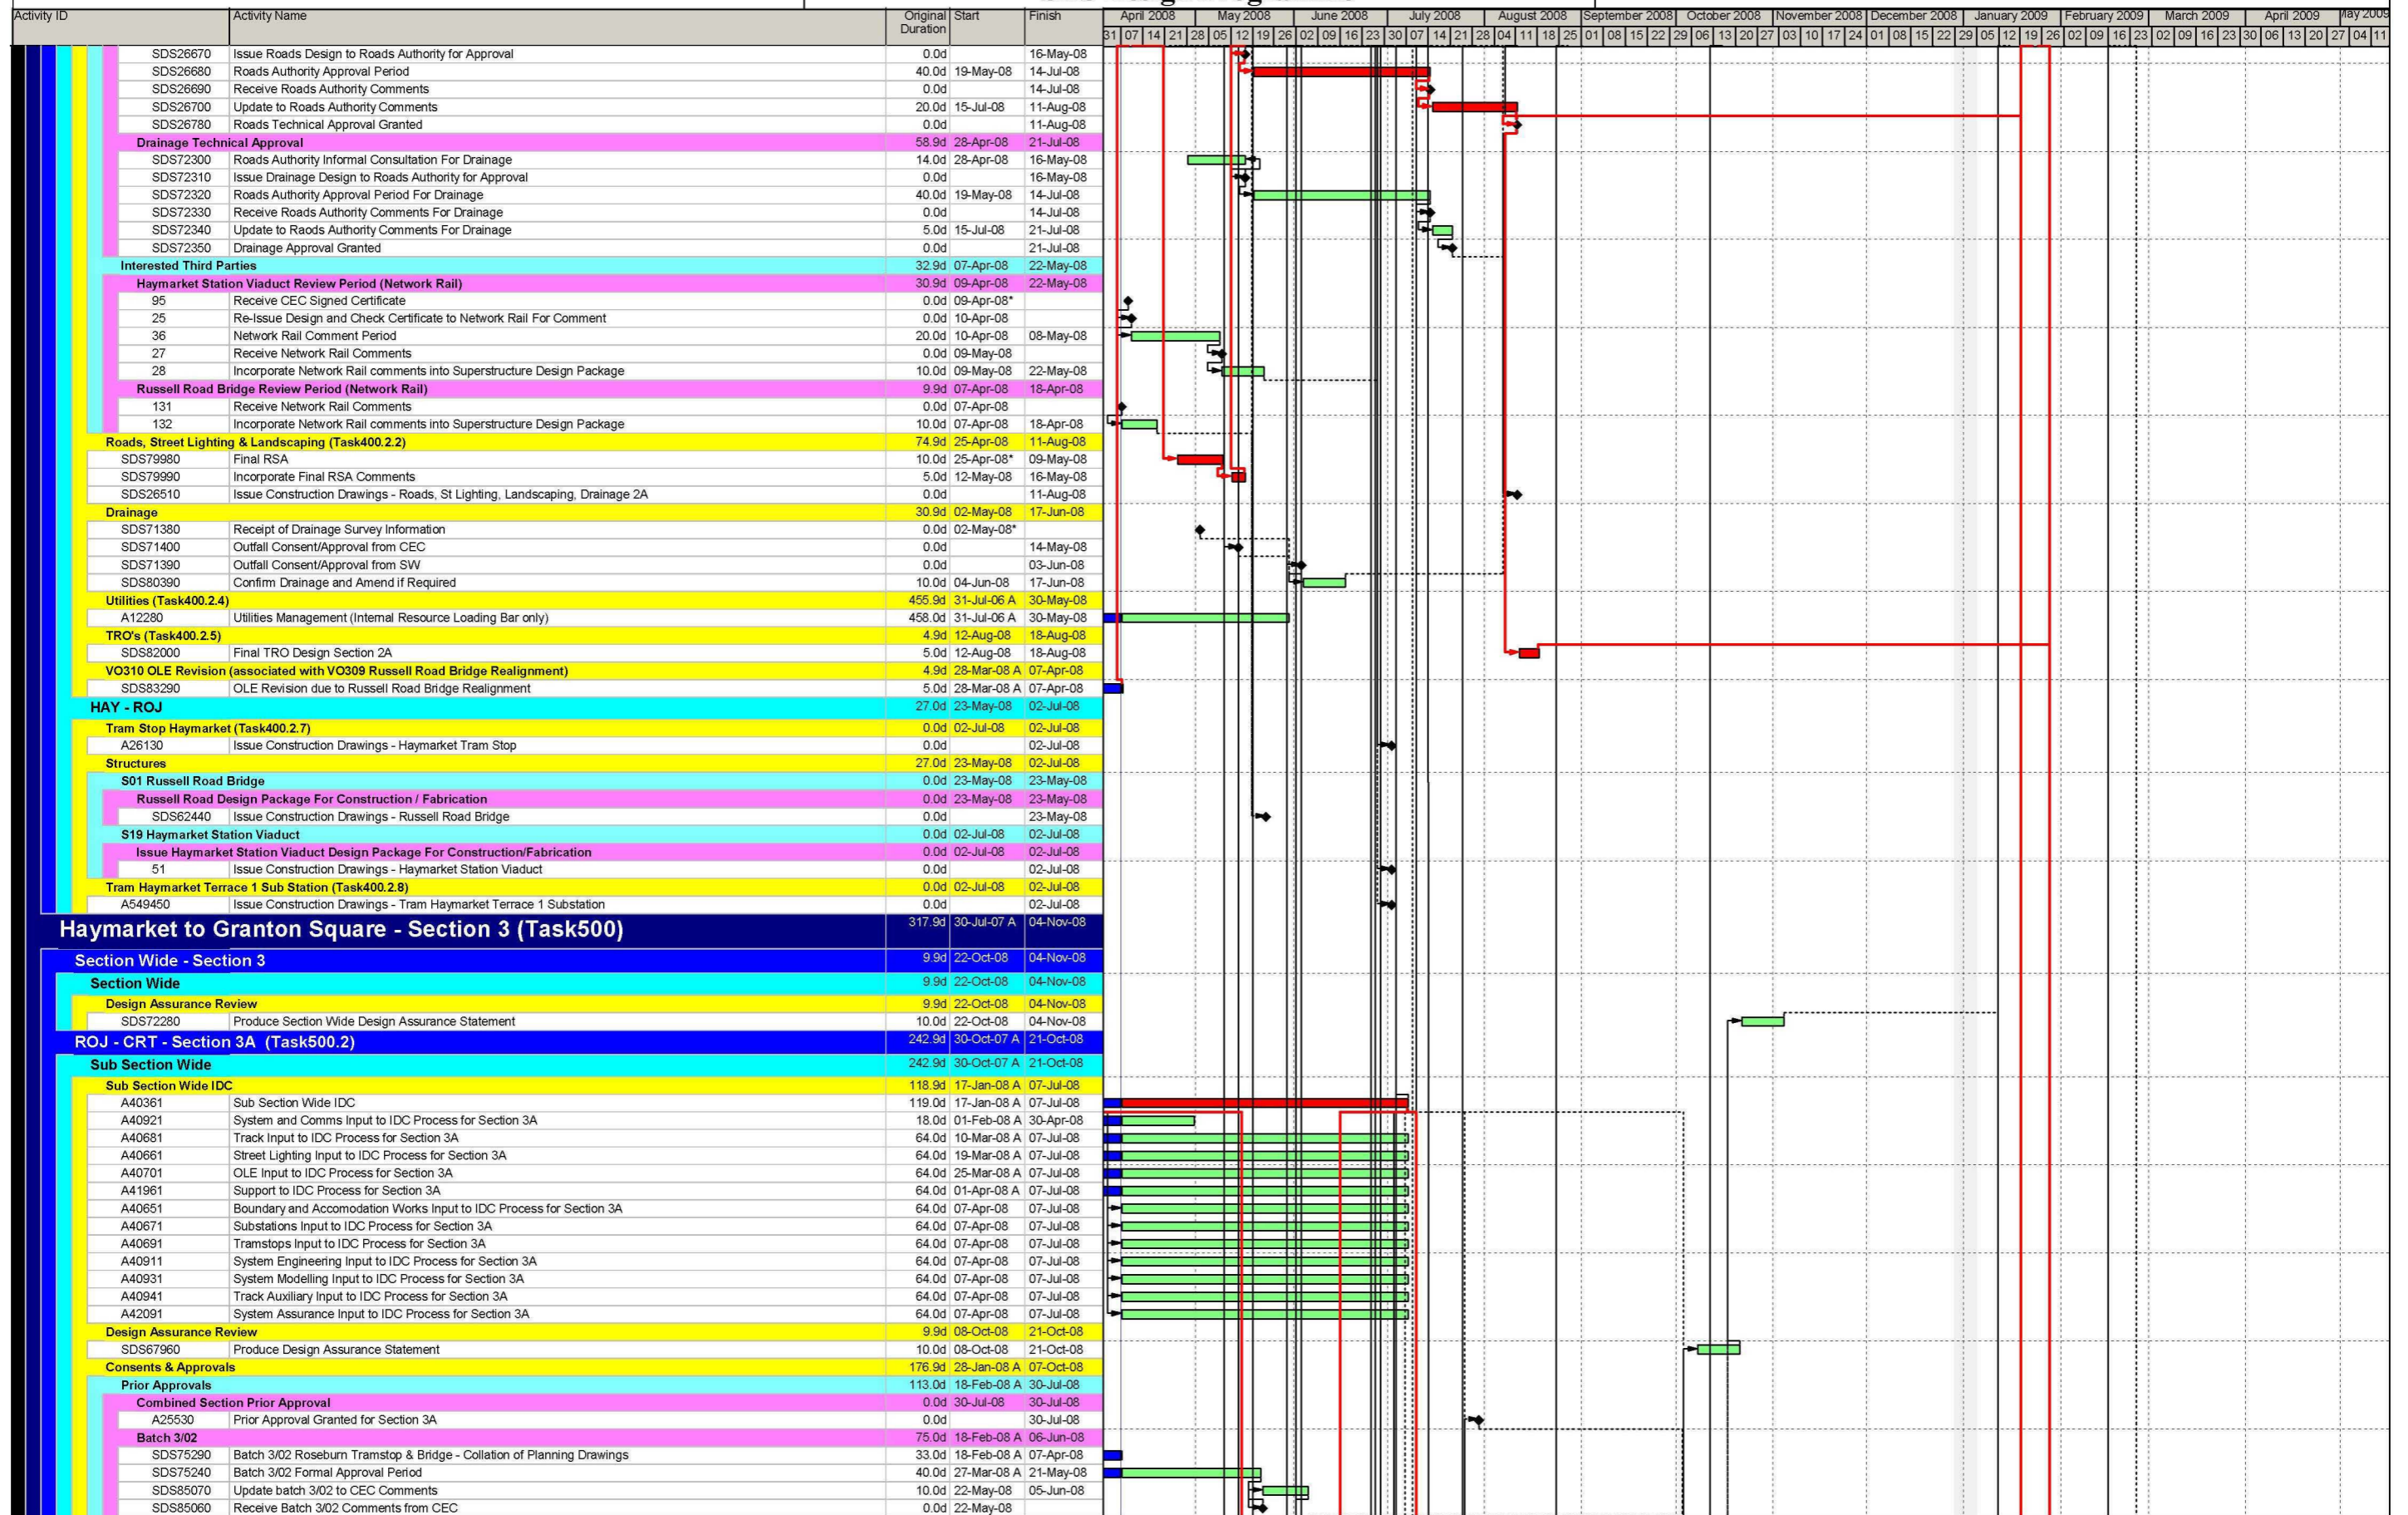 Activity ID Activity Name Original Duration Start Finish April 2008 May 2008 June 2008 July 2008 August 2008 September 2008 October 2008 November 2008 December 2008 January 2009 February 2009 March 2009 April 2009 May 2009
31 07 14 21 28 05 12 19 26 02 09 16 23 30 07 14 21 28 04 11 18 25 01 08 15 22 29 06 13 20 27 03 10 17 24 01 08 15 22 29 05 12 19 26 02 09 16 23 02 09 16 23 30 06 13 20 27 04 11
SDS26670 Issue Roads Design to Roads Authority for Approval 0.0d 16-May-08
SDS26680 Roads Authority Approval Period 40.0d 19-May-08 14-Jul-08
SDS26690 Receive Roads Authority Comments 0.0d 14-Jul-08
SDS26700 Update to Roads Authority Comments 20.0d 15-Jul-08 11-Aug-08
SDS26780 Roads Technical Approval Granted 0.0d 11-Aug-08
Drainage Technical Approval 58.9d 28-Apr-08 21-Jul-08
SDS72300 Roads Authority Informal Consultation For Drainage 14.0d 28-Apr-08 16-May-08
SDS72310 Issue Drainage Design to Roads Authority for Approval 0.0d 16-May-08
SDS72320 Roads Authority Approval Period For Drainage 40.0d 19-May-08 14-Jul-08
SDS72330 Receive Roads Authority Comments For Drainage 0.0d 14-Jul-08
SDS72340 Update to Raods Authority Comments For Drainage 5.0d 15-Jul-08 21-Jul-08
SDS72350 Drainage Approval Granted 0.0d 21-Jul-08
Interested Third Parties 32.9d 07-Apr-08 22-May-08
Haymarket Station Viaduct Review Period (Network Rail) 30.9d 09-Apr-08 22-May-08
95 Receive CEC Signed Certificate 0.0d 09-Apr-08*
25 Re-Issue Design and Check Certificate to Network Rail For Comment 0.0d 10-Apr-08
36 Network Rail Comment Period 20.0d 10-Apr-08 08-May-08
27 Receive Network Rail Comments 0.0d 09-May-08
28 Incorporate Network Rail comments into Superstructure Design Package 10.0d 09-May-08 22-May-08
Russell Road Bridge Review Period (Network Rail) 9.9d 07-Apr-08 18-Apr-08
131 Receive Network Rail Comments 0.0d 07-Apr-08
132 Incorporate Network Rail comments into Superstructure Design Package 10.0d 07-Apr-08 18-Apr-08
Roads, Street Lighting & Landscaping (Task400.2.2) 74.9d 25-Apr-08 11-Aug-08
SDS79980 Final RSA 10.0d 25-Apr-08* 09-May-08
SDS79990 Incorporate Final RSA Comments 5.0d 12-May-08 16-May-08
SDS26510 Issue Construction Drawings - Roads, St Lighting, Landscaping, Drainage 2A 0.0d 11-Aug-08
Drainage 30.9d 02-May-08 17-Jun-08
SDS71380 Receipt of Drainage Survey Information 0.0d 02-May-08*
SDS71400 Outfall Consent/Approval from CEC 0.0d 14-May-08
SDS71390 Outfall Consent/Approval from SW 0.0d 03-Jun-08
SDS80390 Confirm Drainage and Amend if Required 10.0d 04-Jun-08 17-Jun-08
Utilities (Task400.2.4) 455.9d 31-Jul-06 A 30-May-08
A12280 Utilities Management (Internal Resource Loading Bar only) 458.0d 31-Jul-06 A 30-May-08
TRO's (Task400.2.5) 4.9d 12-Aug-08 18-Aug-08
SDS82000 Final TRO Design Section 2A 5.0d 12-Aug-08 18-Aug-08
VO310 OLE Revision (associated with VO309 Russell Road Bridge Realignment) 4.9d 28-Mar-08 A 07-Apr-08
SDS83290 OLE Revision due to Russell Road Bridge Realignment 5.0d 28-Mar-08 A 07-Apr-08
HAY - ROJ 27.0d 23-May-08 02-Jul-08
Tram Stop Haymarket (Task400.2.7) 0.0d 02-Jul-08 02-Jul-08
A26130 Issue Construction Drawings - Haymarket Tram Stop 0.0d 02-Jul-08
Structures 27.0d 23-May-08 02-Jul-08
S01 Russell Road Bridge 0.0d 23-May-08 23-May-08
Russell Road Design Package For Construction / Fabrication 0.0d 23-May-08 23-May-08
SDS62440 Issue Construction Drawings - Russell Road Bridge 0.0d 23-May-08
S19 Haymarket Station Viaduct 0.0d 02-Jul-08 02-Jul-08
Issue Haymarket Station Viaduct Design Package For Construction/Fabrication 0.0d 02-Jul-08 02-Jul-08
51 Issue Construction Drawings - Haymarket Station Viaduct 0.0d 02-Jul-08
Tram Haymarket Terrace 1 Sub Station (Task400.2.8) 0.0d 02-Jul-08 02-Jul-08
A549450 Issue Construction Drawings - Tram Haymarket Terrace 1 Substation 0.0d 02-Jul-08
Haymarket to Granton Square - Section 3 (Task500) 317.9d 30-Jul-07 A 04-Nov-08
Section Wide - Section 3 9.9d 22-Oct-08 04-Nov-08
Section Wide 9.9d 22-Oct-08 04-Nov-08
Design Assurance Review 9.9d 22-Oct-08 04-Nov-08
SDS72280 Produce Section Wide Design Assurance Statement 10.0d 22-Oct-08 04-Nov-08
ROJ - CRT - Section 3A (Task500.2) 242.9d 30-Oct-07 A 21-Oct-08
Sub Section Wide 242.9d 30-Oct-07 A 21-Oct-08
Sub Section Wide IDC 118.9d 17-Jan-08 A 07-Jul-08
A40361 Sub Section Wide IDC 119.0d 17-Jan-08 A 07-Jul-08
A40921 System and Comms Input to IDC Process for Section 3A 18.0d 01-Feb-08 A 30-Apr-08
A40681 Track Input to IDC Process for Section 3A 64.0d 10-Mar-08 A 07-Jul-08
A40661 Street Lighting Input to IDC Process for Section 3A 64.0d 19-Mar-08 A 07-Jul-08
A40701 OLE Input to IDC Process for Section 3A 64.0d 25-Mar-08 A 07-Jul-08
A41961 Support to IDC Process for Section 3A 64.0d 01-Apr-08 A 07-Jul-08
A40651 Boundary and Accomodation Works Input to IDC Process for Section 3A 64.0d 07-Apr-08 07-Jul-08
A40671 Substations Input to IDC Process for Section 3A 64.0d 07-Apr-08 07-Jul-08
A40691 Tramstops Input to IDC Process for Section 3A 64.0d 07-Apr-08 07-Jul-08
A40911 System Engineering Input to IDC Process for Section 3A 64.0d 07-Apr-08 07-Jul-08
A40931 System Modelling Input to IDC Process for Section 3A 64.0d 07-Apr-08 07-Jul-08
A40941 Track Auxiliary Input to IDC Process for Section 3A 64.0d 07-Apr-08 07-Jul-08
A42091 System Assurance Input to IDC Process for Section 3A 64.0d 07-Apr-08 07-Jul-08
Design Assurance Review 9.9d 08-Oct-08 21-Oct-08
SDS67960 Produce Design Assurance Statement 10.0d 08-Oct-08 21-Oct-08
Consents & Approvals 176.9d 28-Jan-08 A 07-Oct-08
Prior Approvals 113.0d 18-Feb-08 A 30-Jul-08
Combined Section Prior Approval 0.0d 30-Jul-08 30-Jul-08
A25530 Prior Approval Granted for Section 3A 0.0d 30-Jul-08
Batch 3/02 75.0d 18-Feb-08 A 06-Jun-08
SDS75290 Batch 3/02 Roseburn Tramstop & Bridge - Collation of Planning Drawings 33.0d 18-Feb-08 A 07-Apr-08
SDS75240 Batch 3/02 Formal Approval Period 40.0d 27-Mar-08 A 21-May-08
SDS85070 Update batch 3/02 to CEC Comments 10.0d 22-May-08 05-Jun-08
SDS85060 Receive Batch 3/02 Comments from CEC 0.0d 22-May-08